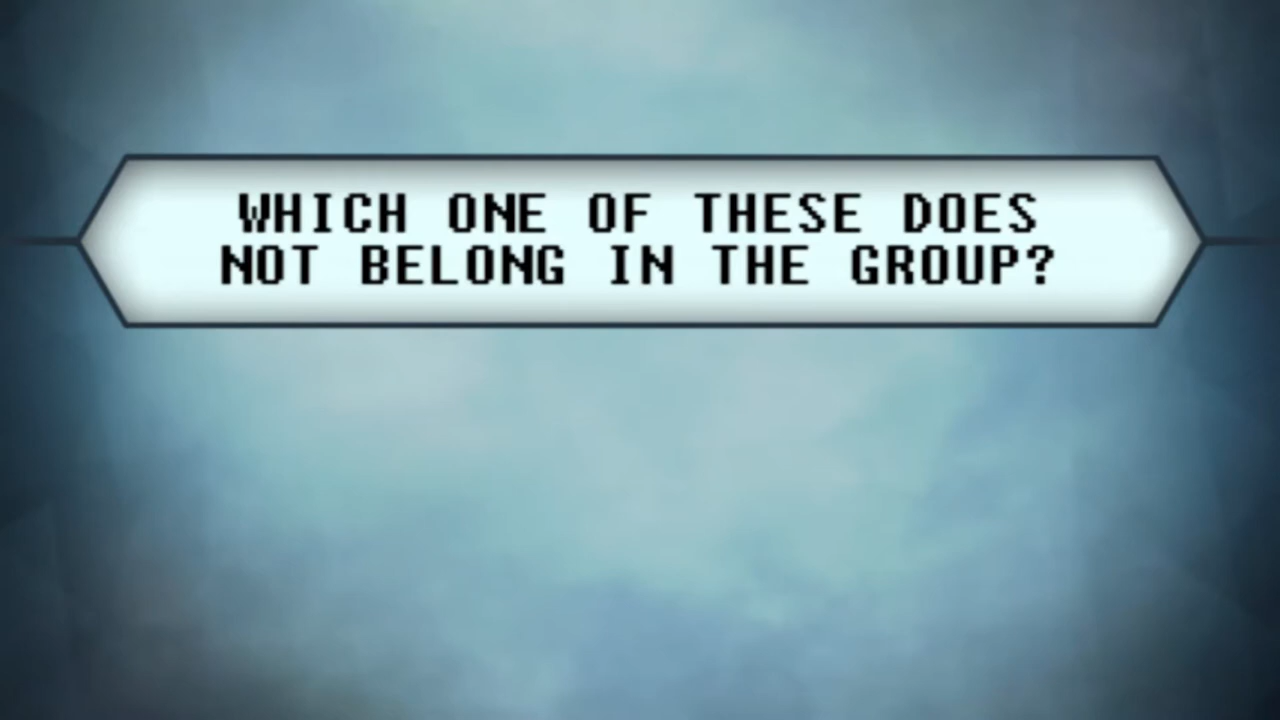 WHICH ONE OF THESE DOES
NOT BELONG IN THE GROUP?